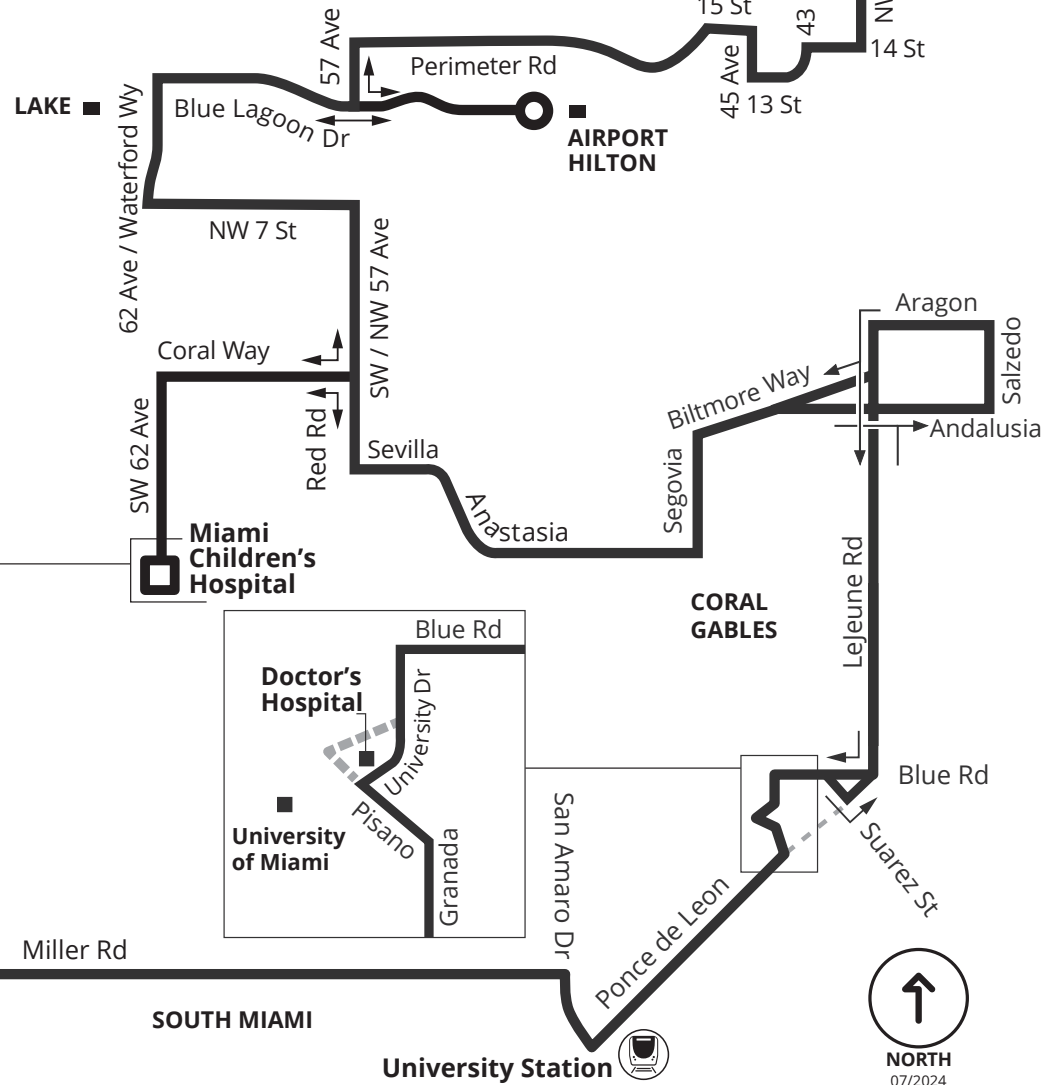 15 St
43
NW
14 St
57 Ave
Perimeter Rd
45 Ave
13 St
LAKE
Blue Lagoon Dr
AIRPORT
HILTON
62 Ave / Waterford Wy
NW 7 St
SW / NW 57 Ave
Aragon
Salzedo
Coral Way
Biltmore Way
Andalusia
SW 62 Ave
Red Rd
Sevilla
Segovia
Anastasia
Miami
Children’s
Hospital
LeJeune Rd
CORAL
GABLES
Blue Rd
Doctor’s
Hospital
University Dr
Pisano
University
of Miami
Granada
San Amaro Dr
Blue Rd
Suarez St
Ponce de Leon
Miller Rd
SOUTH MIAMI
University Station
NORTH
07/2024